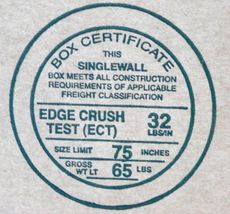 BOX CERTIFICATE
THIS
SINGLEWALL
BOX MEETS ALL CONSTRUCTION
REQUIREMENTS OF APPLICABLE
FREIGHT CLASSIFICATION
EDGE CRUSH
TEST (ECT)
32
LBS/IN
SIZE LIMIT 75 INCHES
GROSS
WT LT 65 LBS